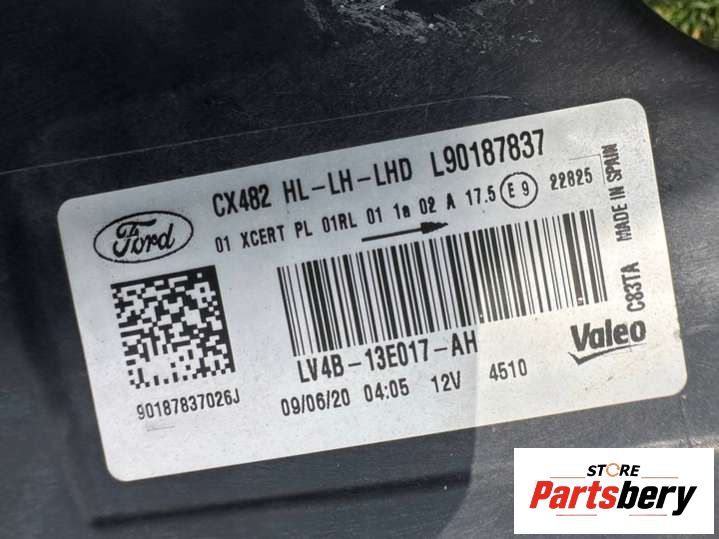 CX482 HL-LH-LHD L90187837
Ford
01 XCERT PL 01RL 01 1a 02 A 17.5 E9 22825
LV4B-13E017-AH
90187837026J
09/06/20 04:05 12V 4510
Valeo
C83TA MADE IN SPAIN
STORE
Partsbery